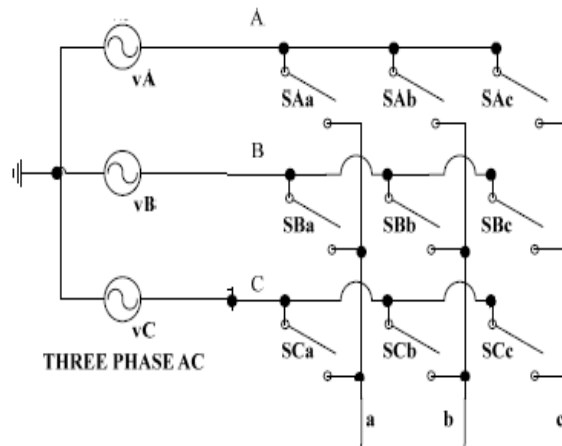 A
vA
SAa SAb SAc
B
vB
SBa SBb SBc
C
vC
SCa SCb SCc
THREE PHASE AC
a b c